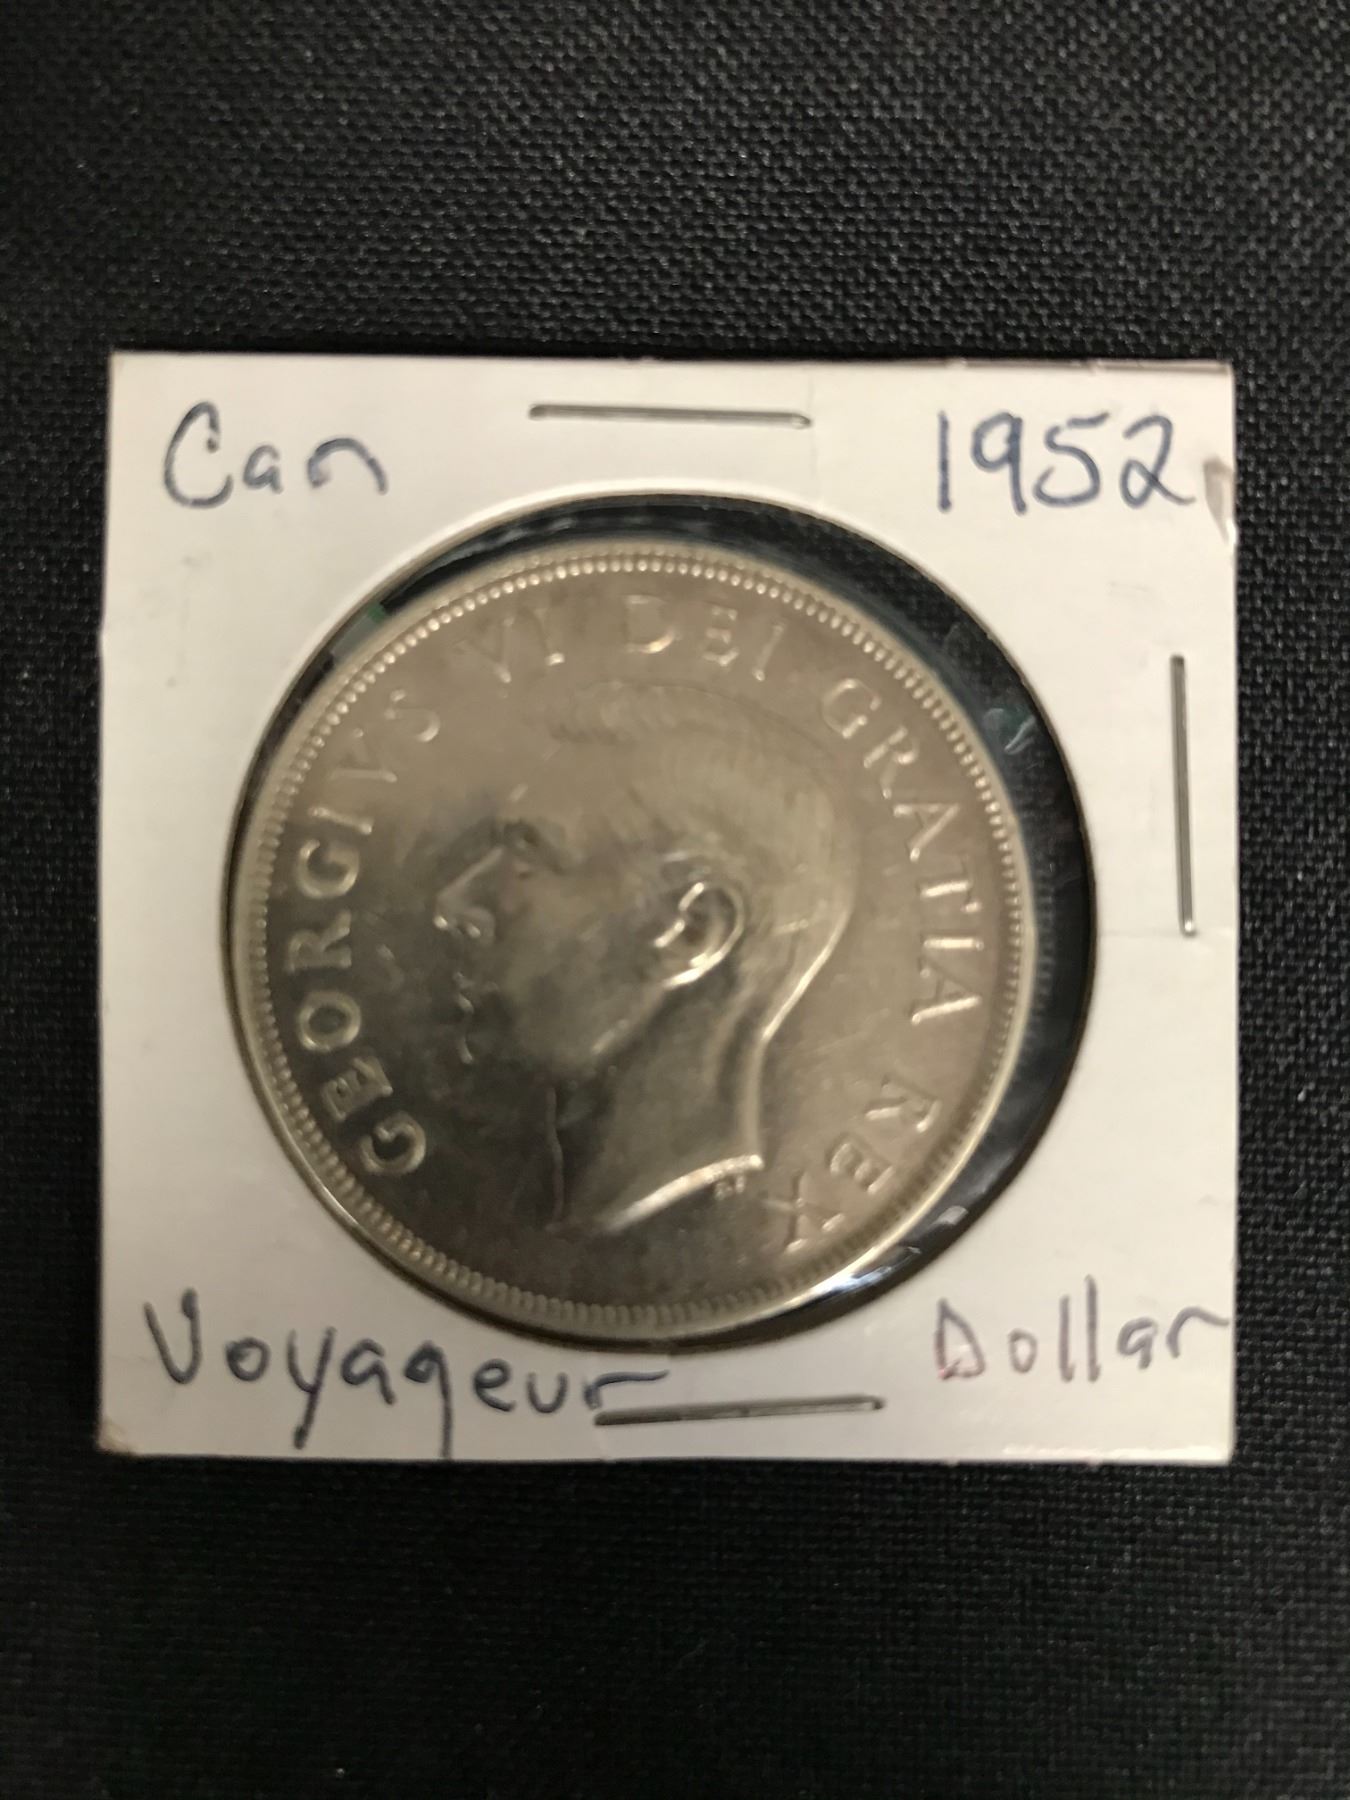 Can 1952
GEORGIVS VI DEI GRATIA REX
Voyageur Dollar